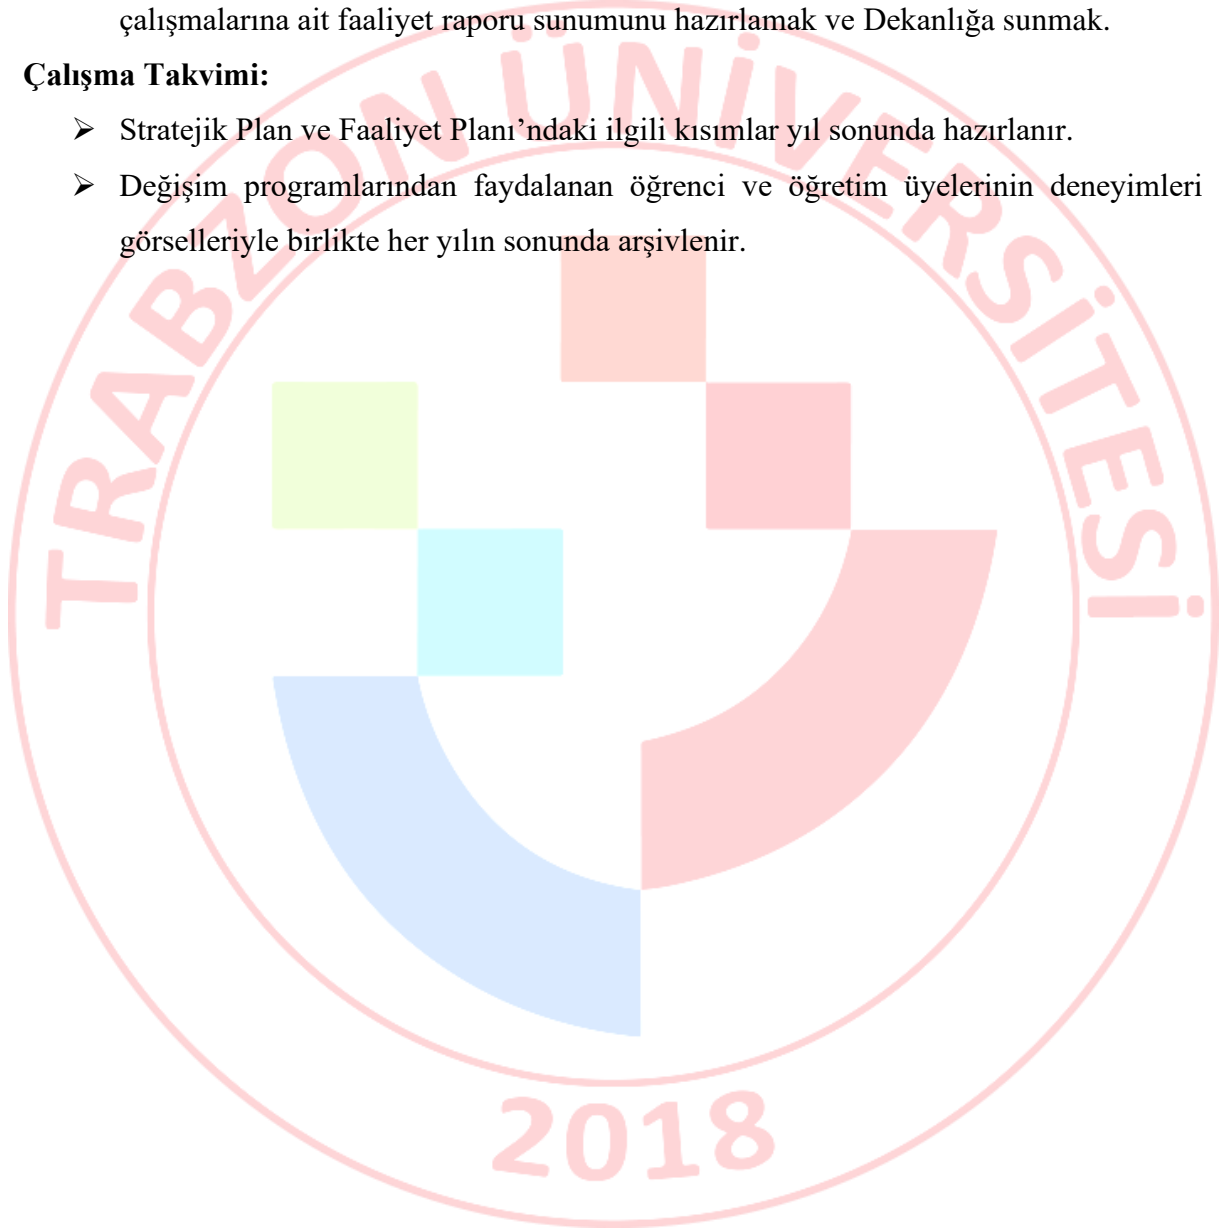 çalışmalarına ait faaliyet raporu sunumunu hazırlamak ve Dekanlığa sunmak.
Çalışma Takvimi:
➢ Stratejik Plan ve Faaliyet Planı’ndaki ilgili kısımlar yıl sonunda hazırlanır.
➢ Değişim programlarından faydalanan öğrenci ve öğretim üyelerinin deneyimleri
görselleriyle birlikte her yılın sonunda arşivlenir.
TRABZON ÜNİVERSİTESİ
2018